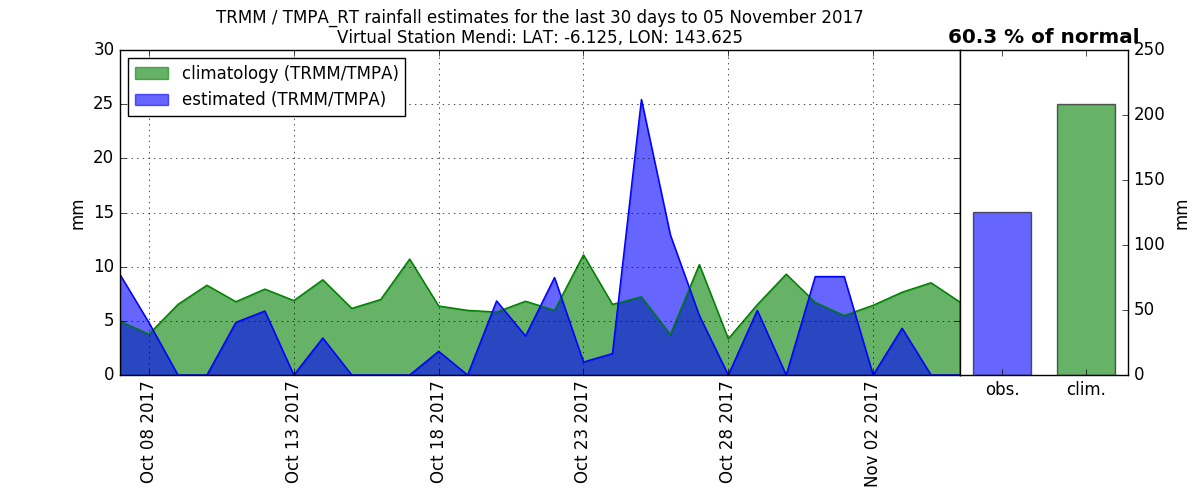 TRMM / TMPA_RT rainfall estimates for the last 30 days to 05 November 2017
Virtual Station Mendi: LAT: -6.125, LON: 143.625
60.3 % of normal
climatology (TRMM/TMPA)
estimated (TRMM/TMPA)
mm
30
25
20
15
10
5
0
Oct 08 2017
Oct 13 2017
Oct 18 2017
Oct 23 2017
Oct 28 2017
Nov 02 2017
250
200
150
100
50
0
mm
obs.
clim.